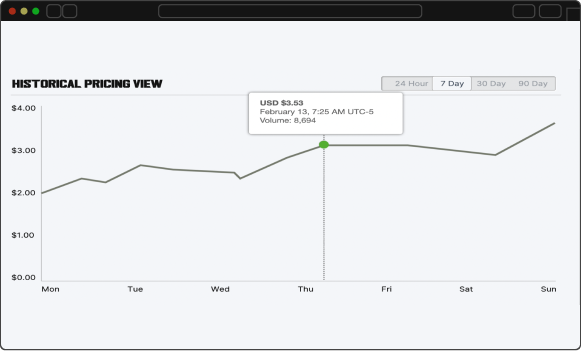 HISTORICAL PRICING VIEW
24 Hour 7 Day 30 Day 90 Day
USD $3.53
February 13, 7:25 AM UTC-5
Volume: 8,694
$4.00
$3.00
$2.00
$1.00
$0.00
Mon Tue Wed Thu Fri Sat Sun